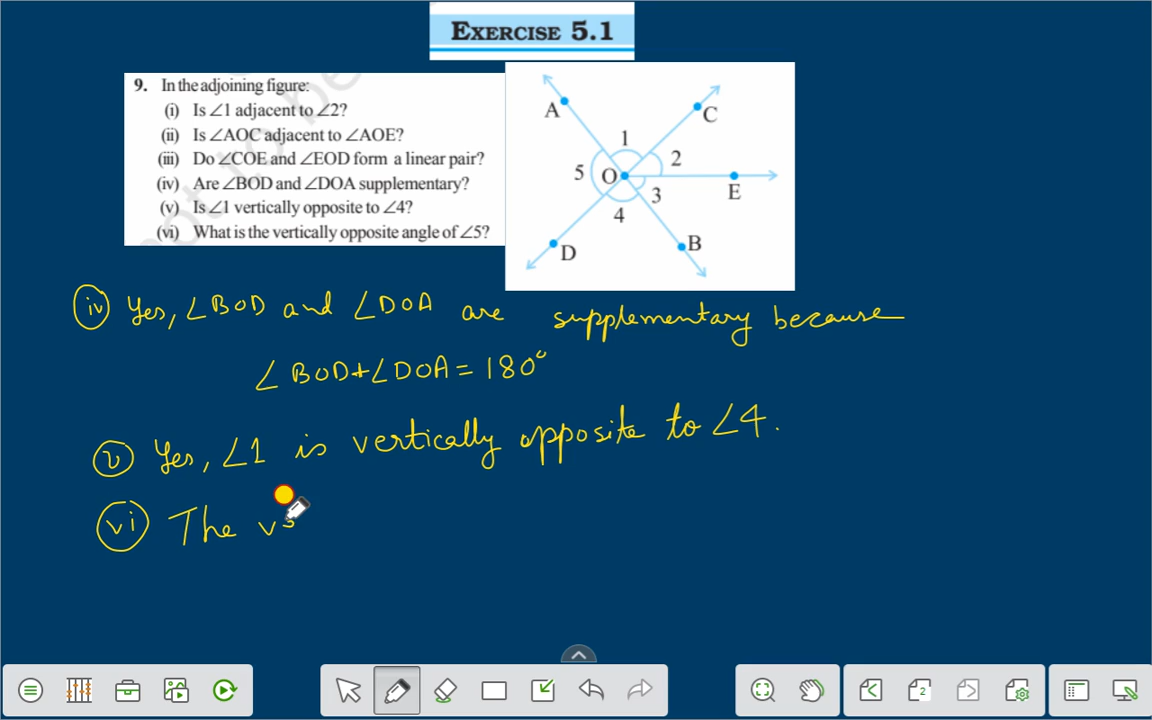 EXERCISE 5.1
9. In the adjoining figure:
(i) Is ∠1 adjacent to ∠2?
(ii) Is ∠AOC adjacent to ∠AOE?
(iii) Do ∠COE and ∠EOD form a linear pair?
(iv) Are ∠BOD and ∠DOA supplementary?
(v) Is ∠1 vertically opposite to ∠4?
(vi) What is the vertically opposite angle of ∠5?
A
C
1
2
5
O
3
E
4
B
D
iv Yes, ∠BOD and ∠DOA are supplementary because
∠BOD+∠DOA=180°
v Yes, ∠1 is vertically opposite to ∠4.
vi The
2